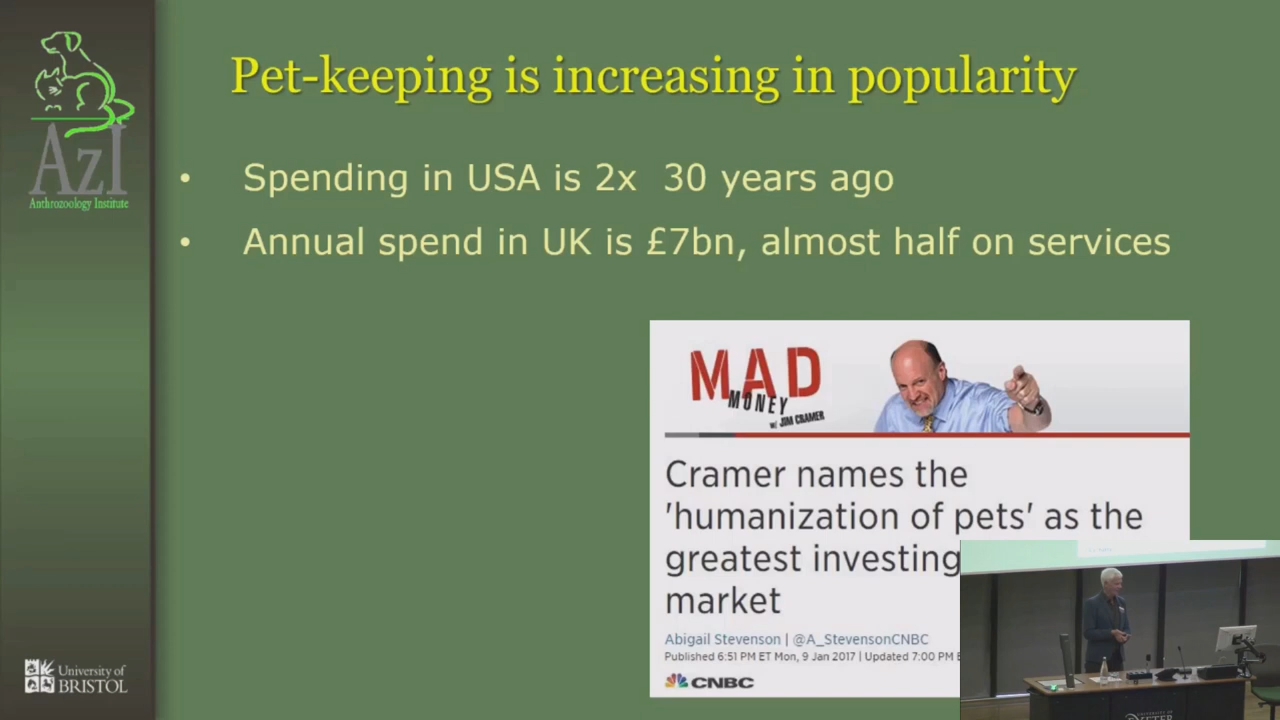 Pet-keeping is increasing in popularity
• Spending in USA is 2x 30 years ago
• Annual spend in UK is £7bn, almost half on services
AzI
Anthrozoology Institute
MAD
MONEY
w/ JIM CRAMER
Cramer names the
'humanization of pets' as the
greatest investing
market
Abigail Stevenson | @A_StevensonCNBC
Published 6:51 PM ET Mon, 9 Jan 2017 | Updated 7:00 PM
CNBC
University of
BRISTOL